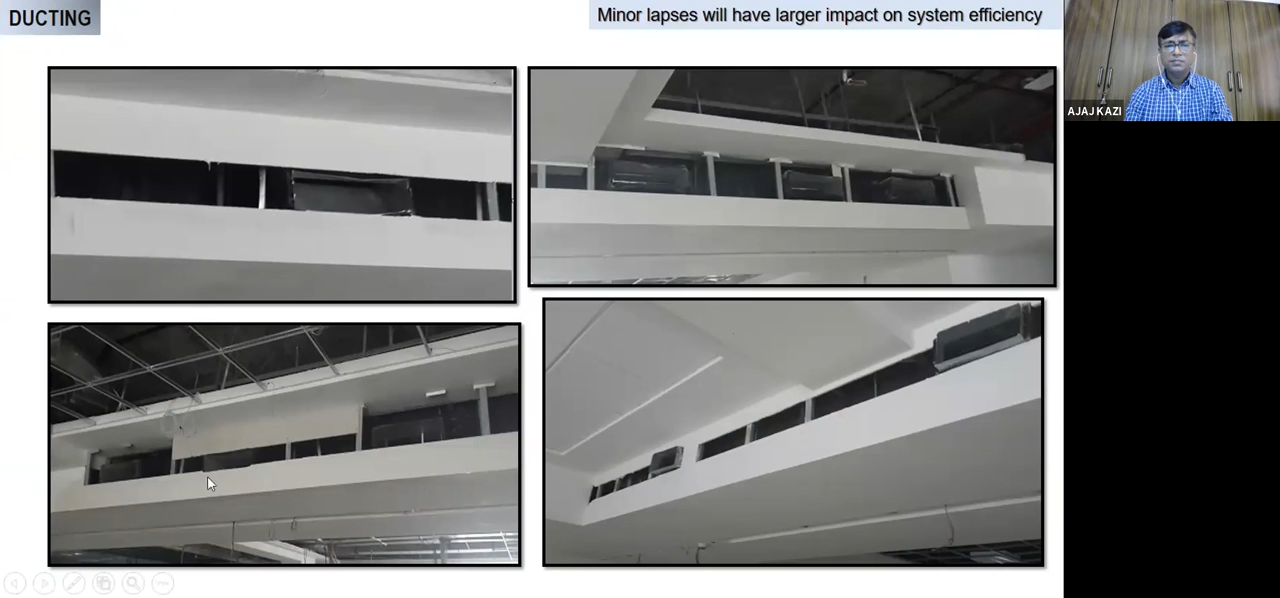 DUCTING
Minor lapses will have larger impact on system efficiency
AJAJ KAZI